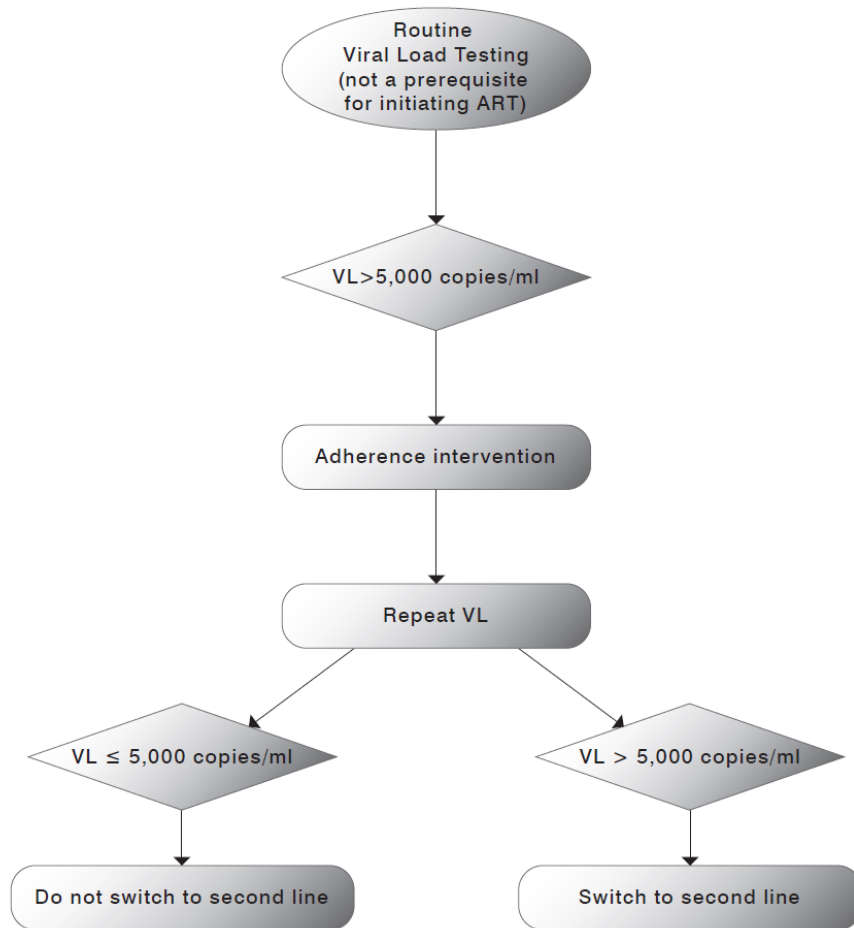 Routine
Viral Load Testing
(not a prerequisite
for initiating ART)
VL>5,000 copies/ml
Adherence intervention
Repeat VL
VL ≤ 5,000 copies/ml
VL > 5,000 copies/ml
Do not switch to second line
Switch to second line